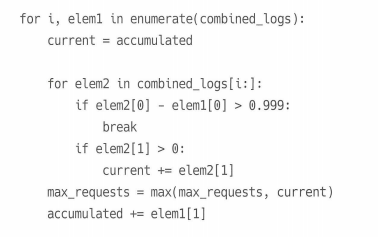 for i, elem1 in enumerate(combined_logs):
    current = accumulated
    for elem2 in combined_logs[i:]:
        if elem2[0] - elem1[0] > 0.999:
            break
        if elem2[1] > 0:
            current += elem2[1]
    max_requests = max(max_requests, current)
    accumulated += elem1[1]